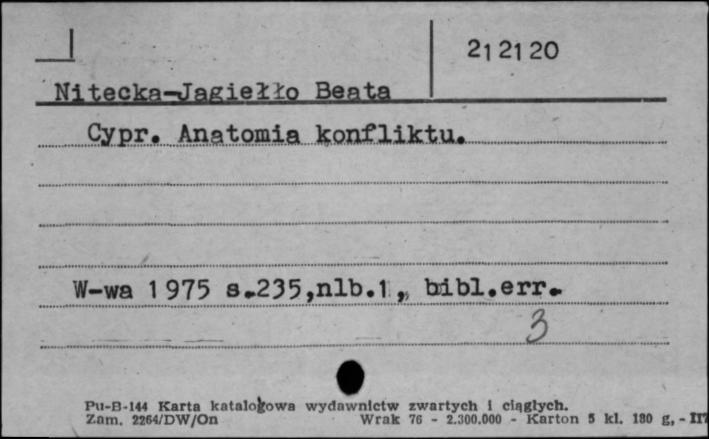 212120
Nitecka-Jagiełło Beata
Cypr. Anatomia konfliktu.
W-wa 1975 s.235,nlb.1, bibl.err.
3
Pu-B-144 Karta katalogowa wydawnictw zwartych i ciągłych.
Zam. 2264/DW/On Wrak 76 - 2.300.000 - Karton 5 kl. 180 g, -